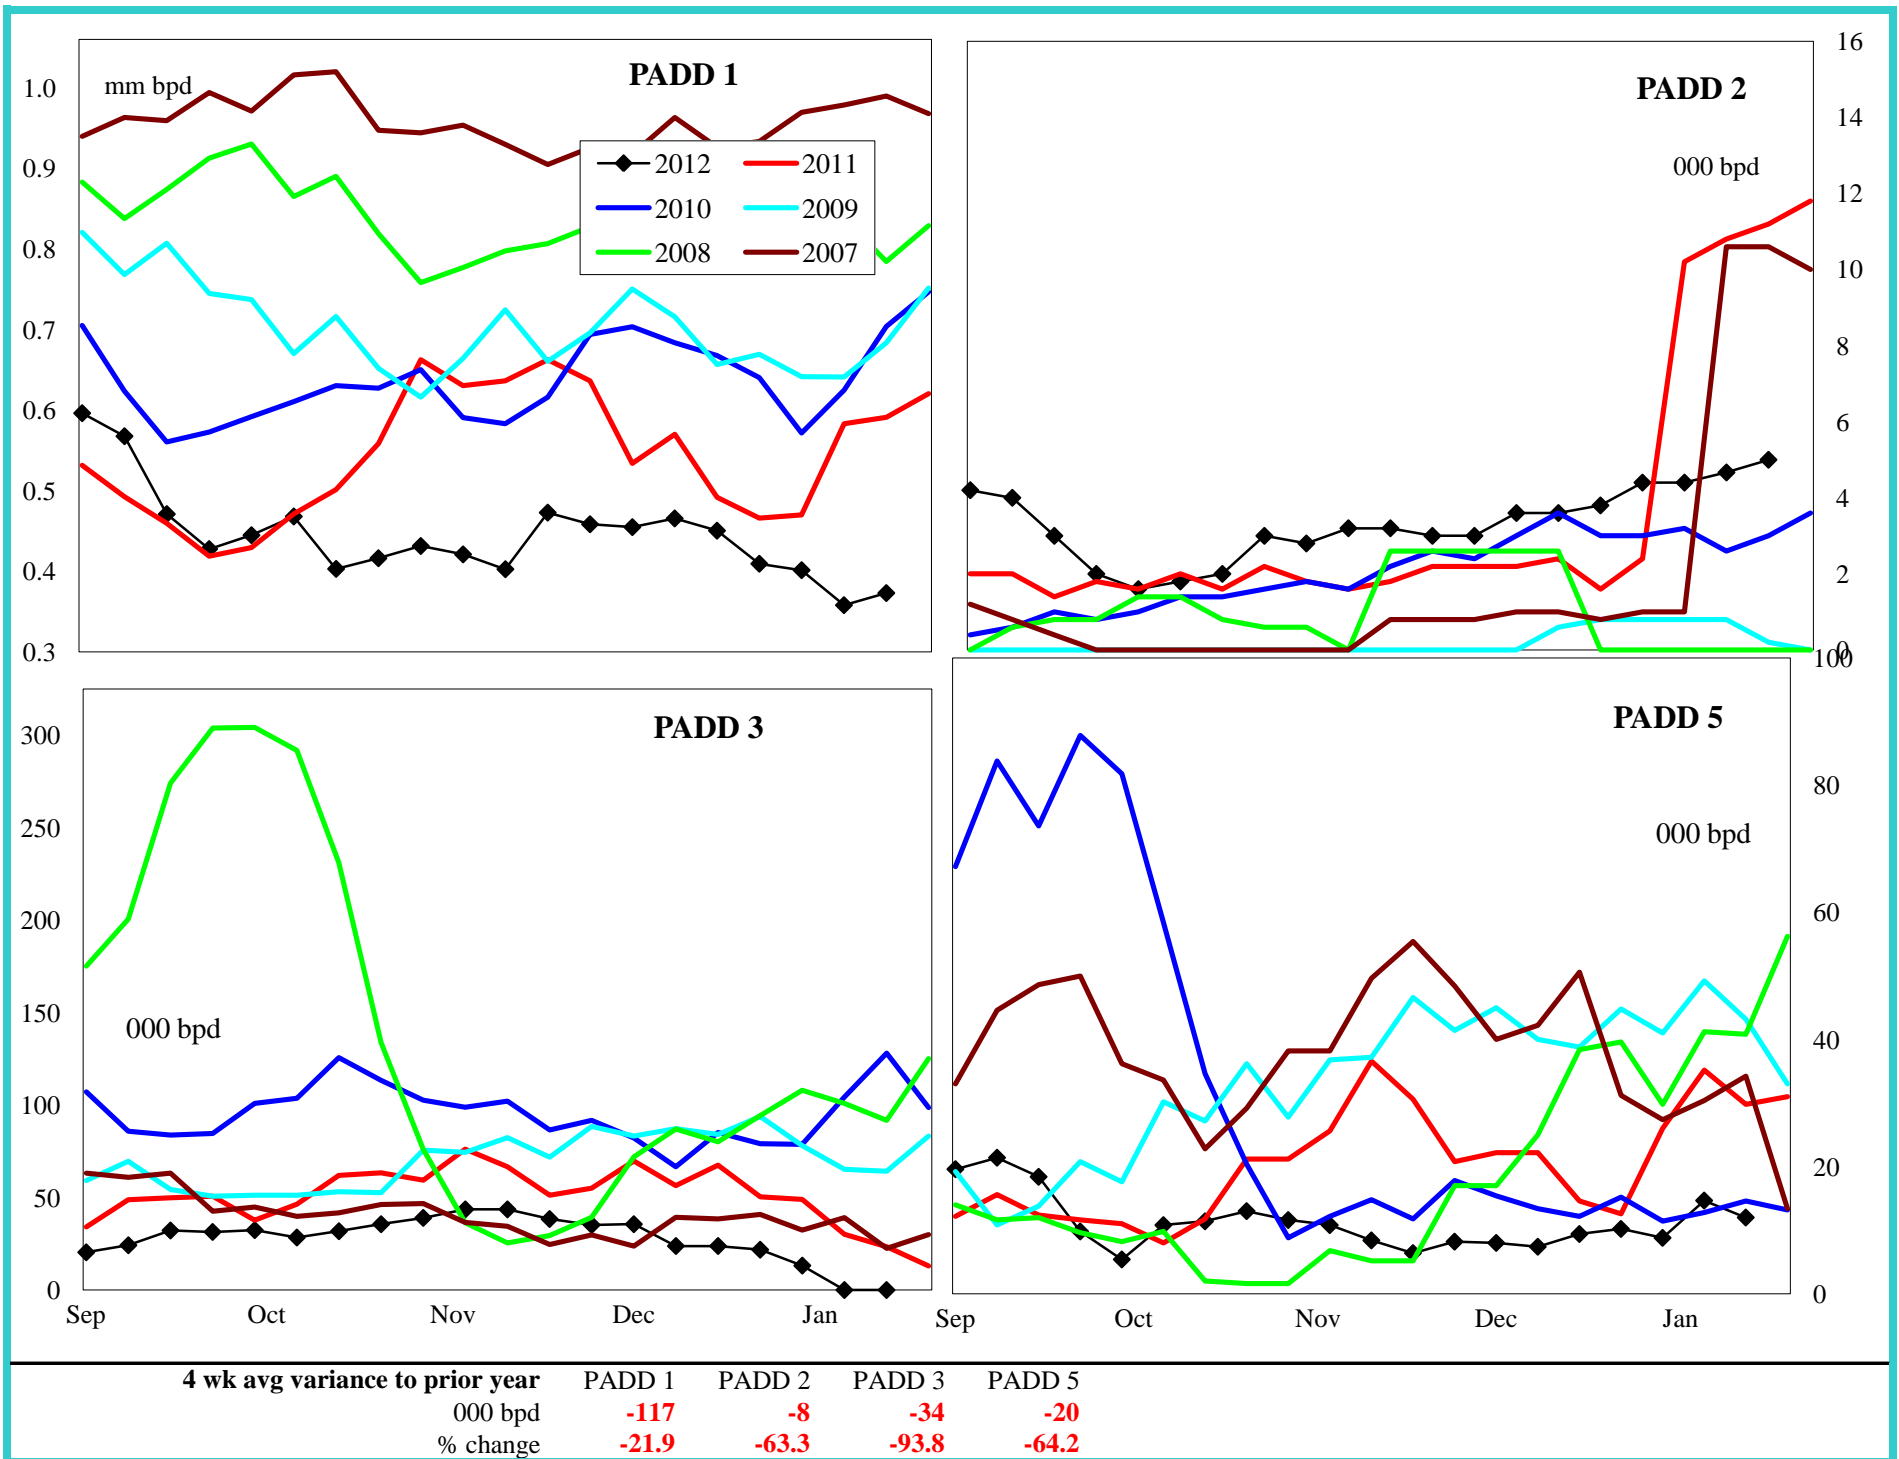 PADD 1
mm bpd
1.0
0.9
0.8
0.7
0.6
0.5
0.4
0.3
2012 2011
2010 2009
2008 2007
PADD 2
000 bpd
16
14
12
10
8
6
4
2
0
PADD 3
000 bpd
300
250
200
150
100
50
0
Sep Oct Nov Dec Jan
PADD 5
000 bpd
100
80
60
40
20
0
Sep Oct Nov Dec Jan
4 wk avg variance to prior year PADD 1 PADD 2 PADD 3 PADD 5
000 bpd -117 -8 -34 -20
% change -21.9 -63.3 -93.8 -64.2